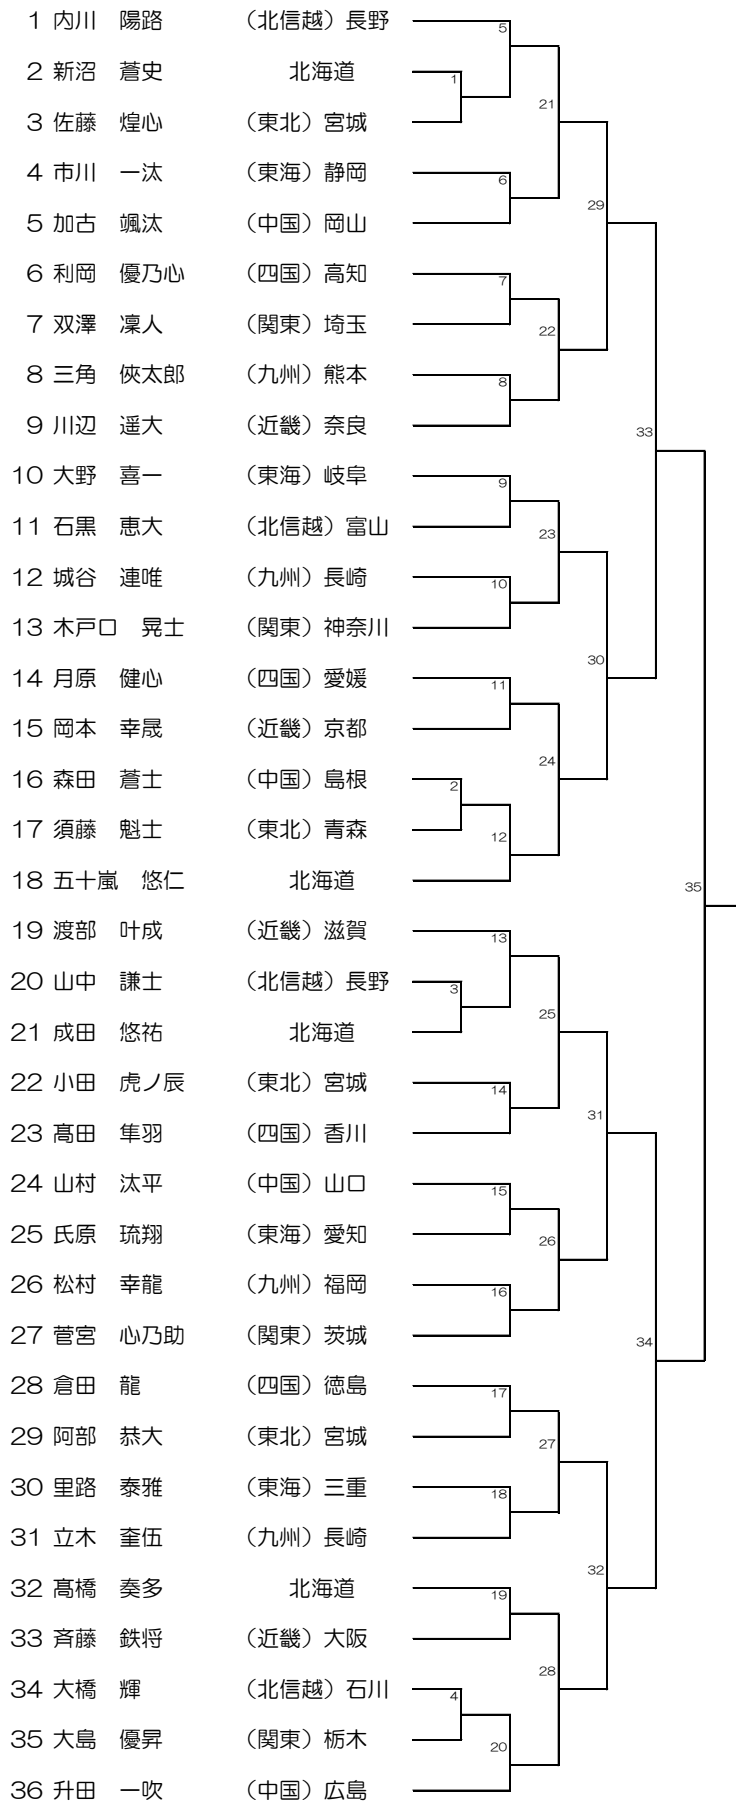 1 内川　陽路 （北信越）長野
5
2 新沼　蒼史 北海道
1
21
3 佐藤　煌心 （東北）宮城
4 市川　一汰 （東海）静岡
6
29
5 加古　颯汰 （中国）岡山
6 利岡　優乃心 （四国）高知
7
7 双澤　凜人 （関東）埼玉
22
8 三角　俠太郎 （九州）熊本
8
9 川辺　遥大 （近畿）奈良
33
10 大野　喜一 （東海）岐阜
9
11 石黒　恵大 （北信越）富山
23
12 城谷　連唯 （九州）長崎
10
13 木戸口　晃士 （関東）神奈川
30
14 月原　健心 （四国）愛媛
11
15 岡本　幸晟 （近畿）京都
24
16 森田　蒼士 （中国）島根
2
17 須藤　魁士 （東北）青森
12
18 五十嵐　悠仁 北海道
35
19 渡部　叶成 （近畿）滋賀
13
20 山中　謙士 （北信越）長野
3
25
21 成田　悠祐 北海道
22 小田　虎ノ辰 （東北）宮城
14
31
23 髙田　隼羽 （四国）香川
24 山村　汰平 （中国）山口
15
25 氏原　琉翔 （東海）愛知
26
26 松村　幸龍 （九州）福岡
16
27 菅宮　心乃助 （関東）茨城
34
28 倉田　龍 （四国）徳島
17
29 阿部　恭大 （東北）宮城
27
30 里路　泰雅 （東海）三重
18
31 立木　奎伍 （九州）長崎
32
32 髙橋　奏多 北海道
19
33 斉藤　鉄将 （近畿）大阪
28
34 大橋　輝 （北信越）石川
4
35 大島　優昇 （関東）栃木
20
36 升田　一吹 （中国）広島